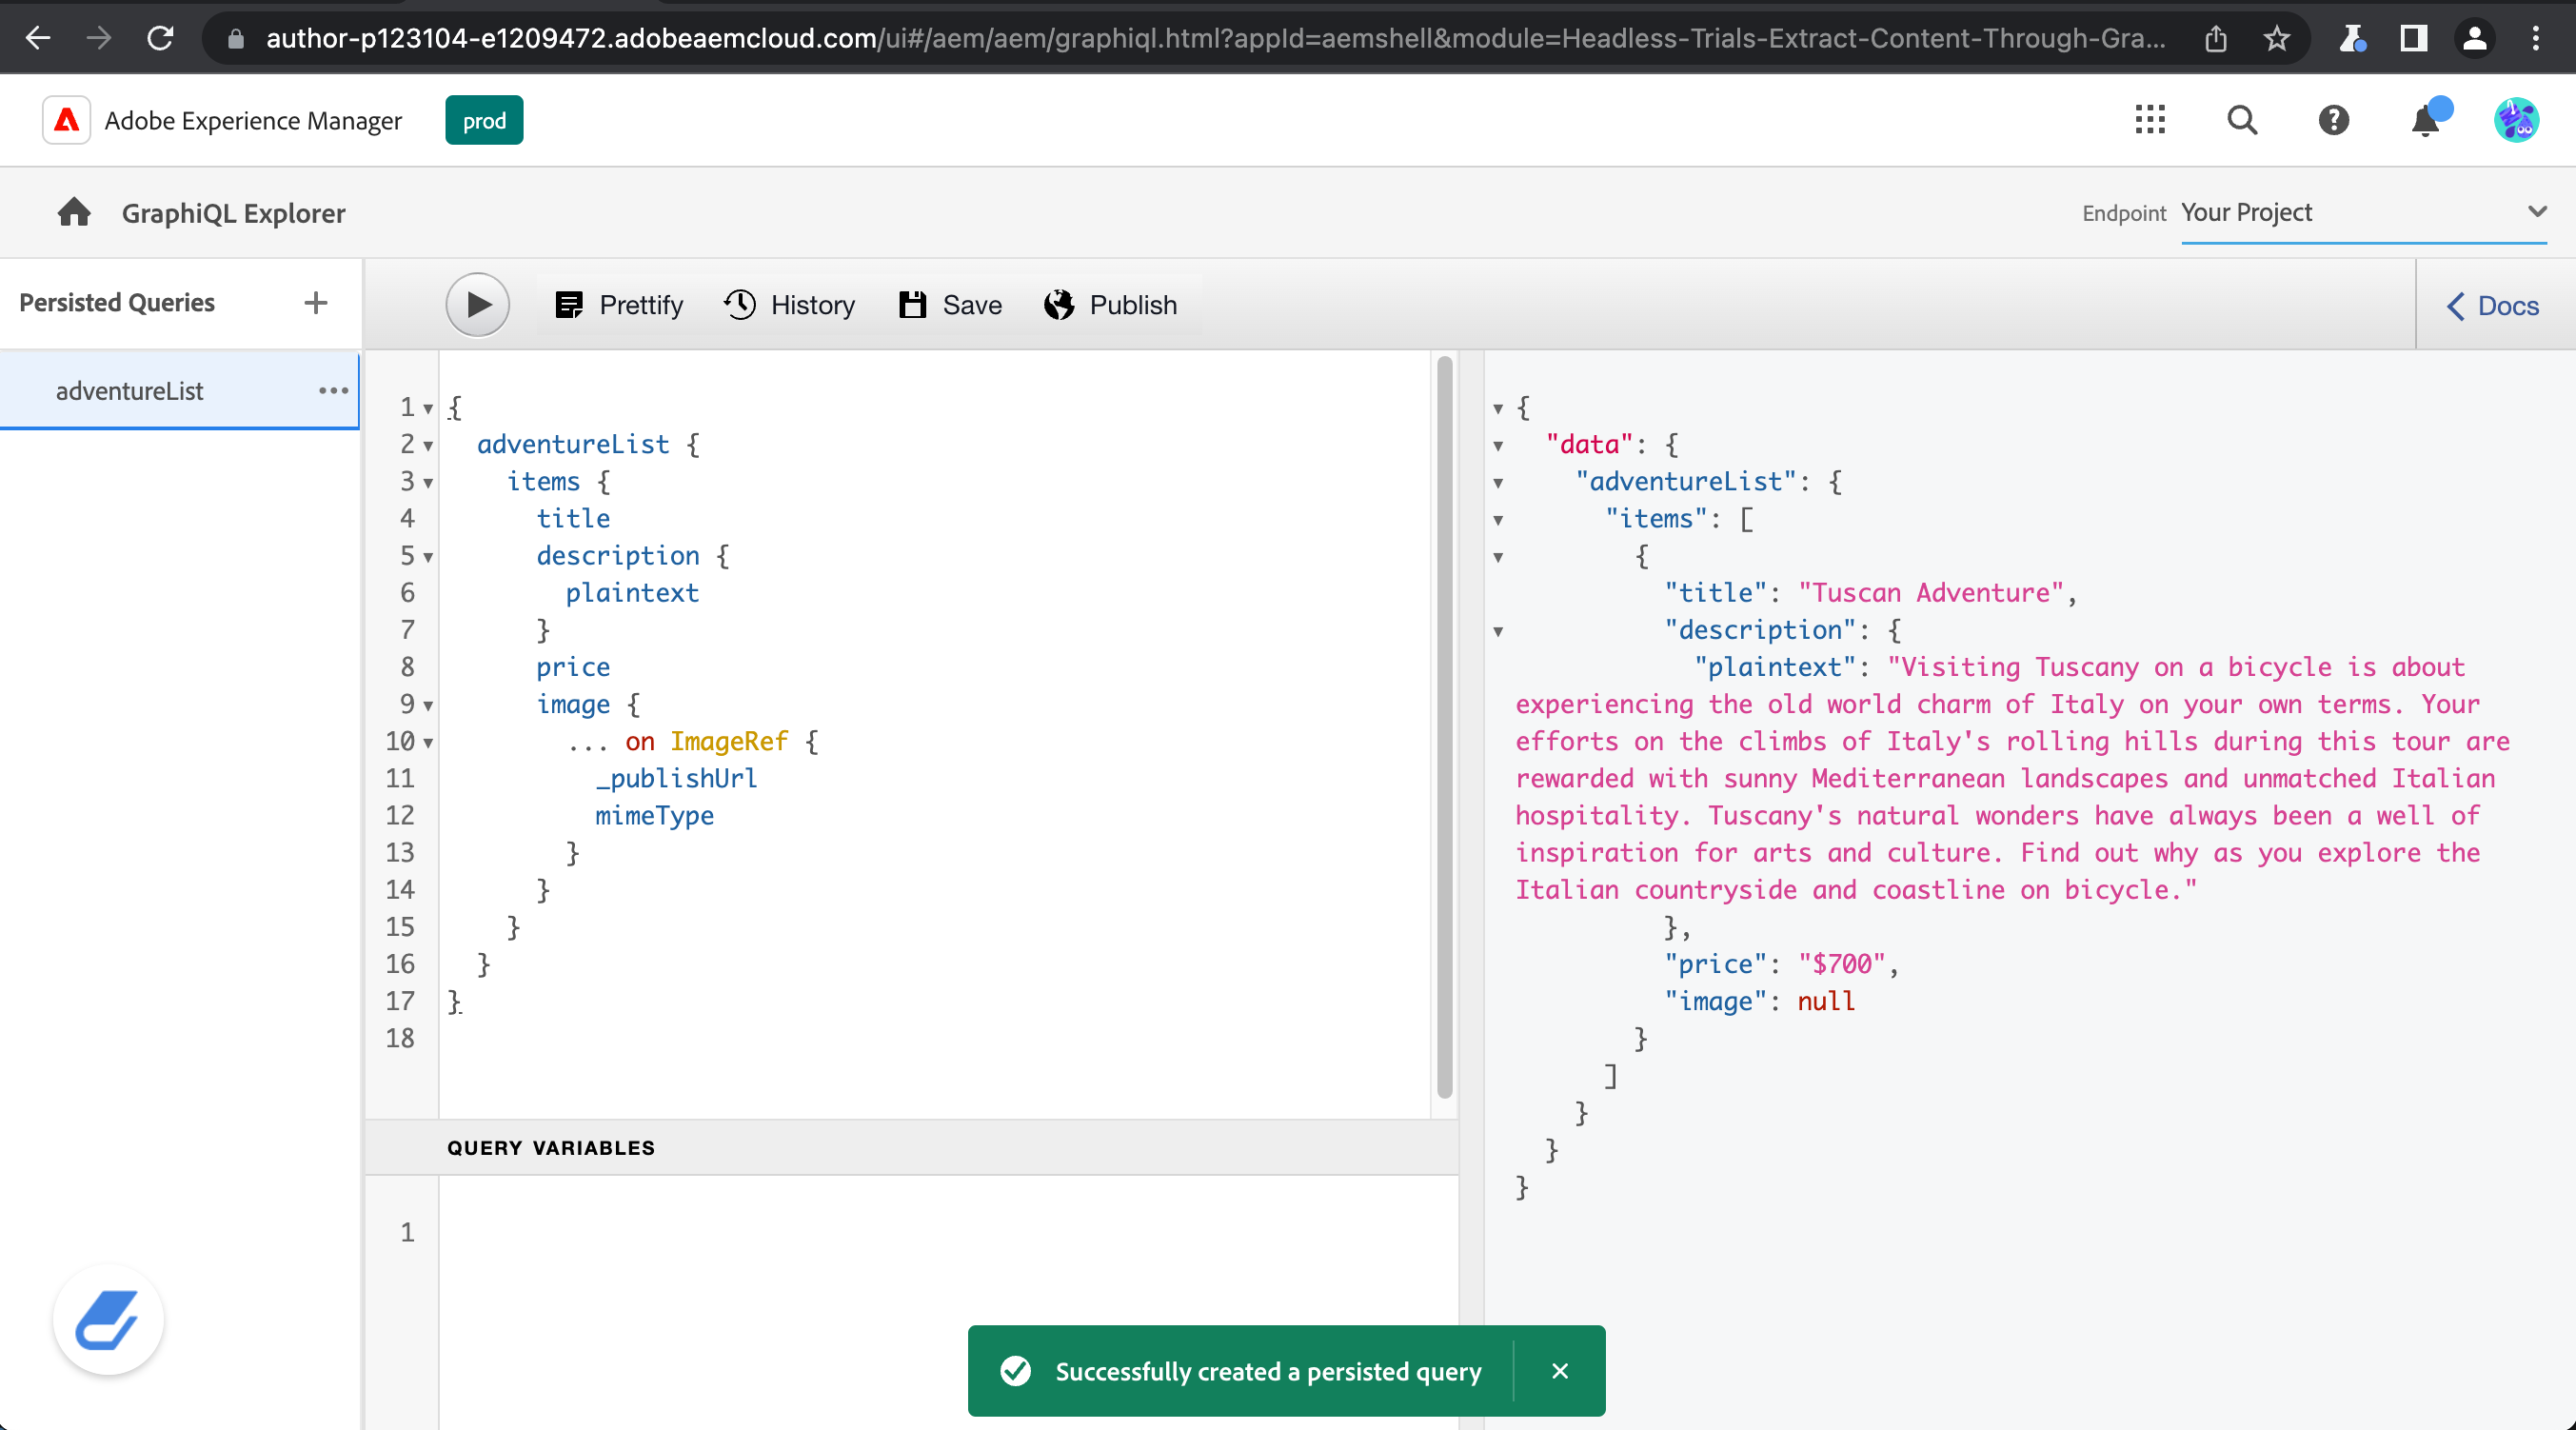 author-p123104-e1209472.adobeaemcloud.com/ui#/aem/aem/graphiql.html?appId=aemshell&module=Headless-Trials-Extract-Content-Through-Gra...
Adobe Experience Manager prod
GraphiQL Explorer Endpoint Your Project
Persisted Queries + Prettify History Save Publish Docs
adventureList ...
1 {
2 adventureList {
3 items {
4 title
5 description {
6 plaintext
7 }
8 price
9 image {
10 ... on ImageRef {
11 _publishUrl
12 mimeType
13 }
14 }
15 }
16 }
17 }
18
QUERY VARIABLES
1
{
"data": {
"adventureList": {
"items": [
{
"title": "Tuscan Adventure",
"description": {
"plaintext": "Visiting Tuscany on a bicycle is about
experiencing the old world charm of Italy on your own terms. Your
efforts on the climbs of Italy's rolling hills during this tour are
rewarded with sunny Mediterranean landscapes and unmatched Italian
hospitality. Tuscany's natural wonders have always been a well of
inspiration for arts and culture. Find out why as you explore the
Italian countryside and coastline on bicycle."
},
"price": "$700",
"image": null
}
]
}
}
}
Successfully created a persisted query